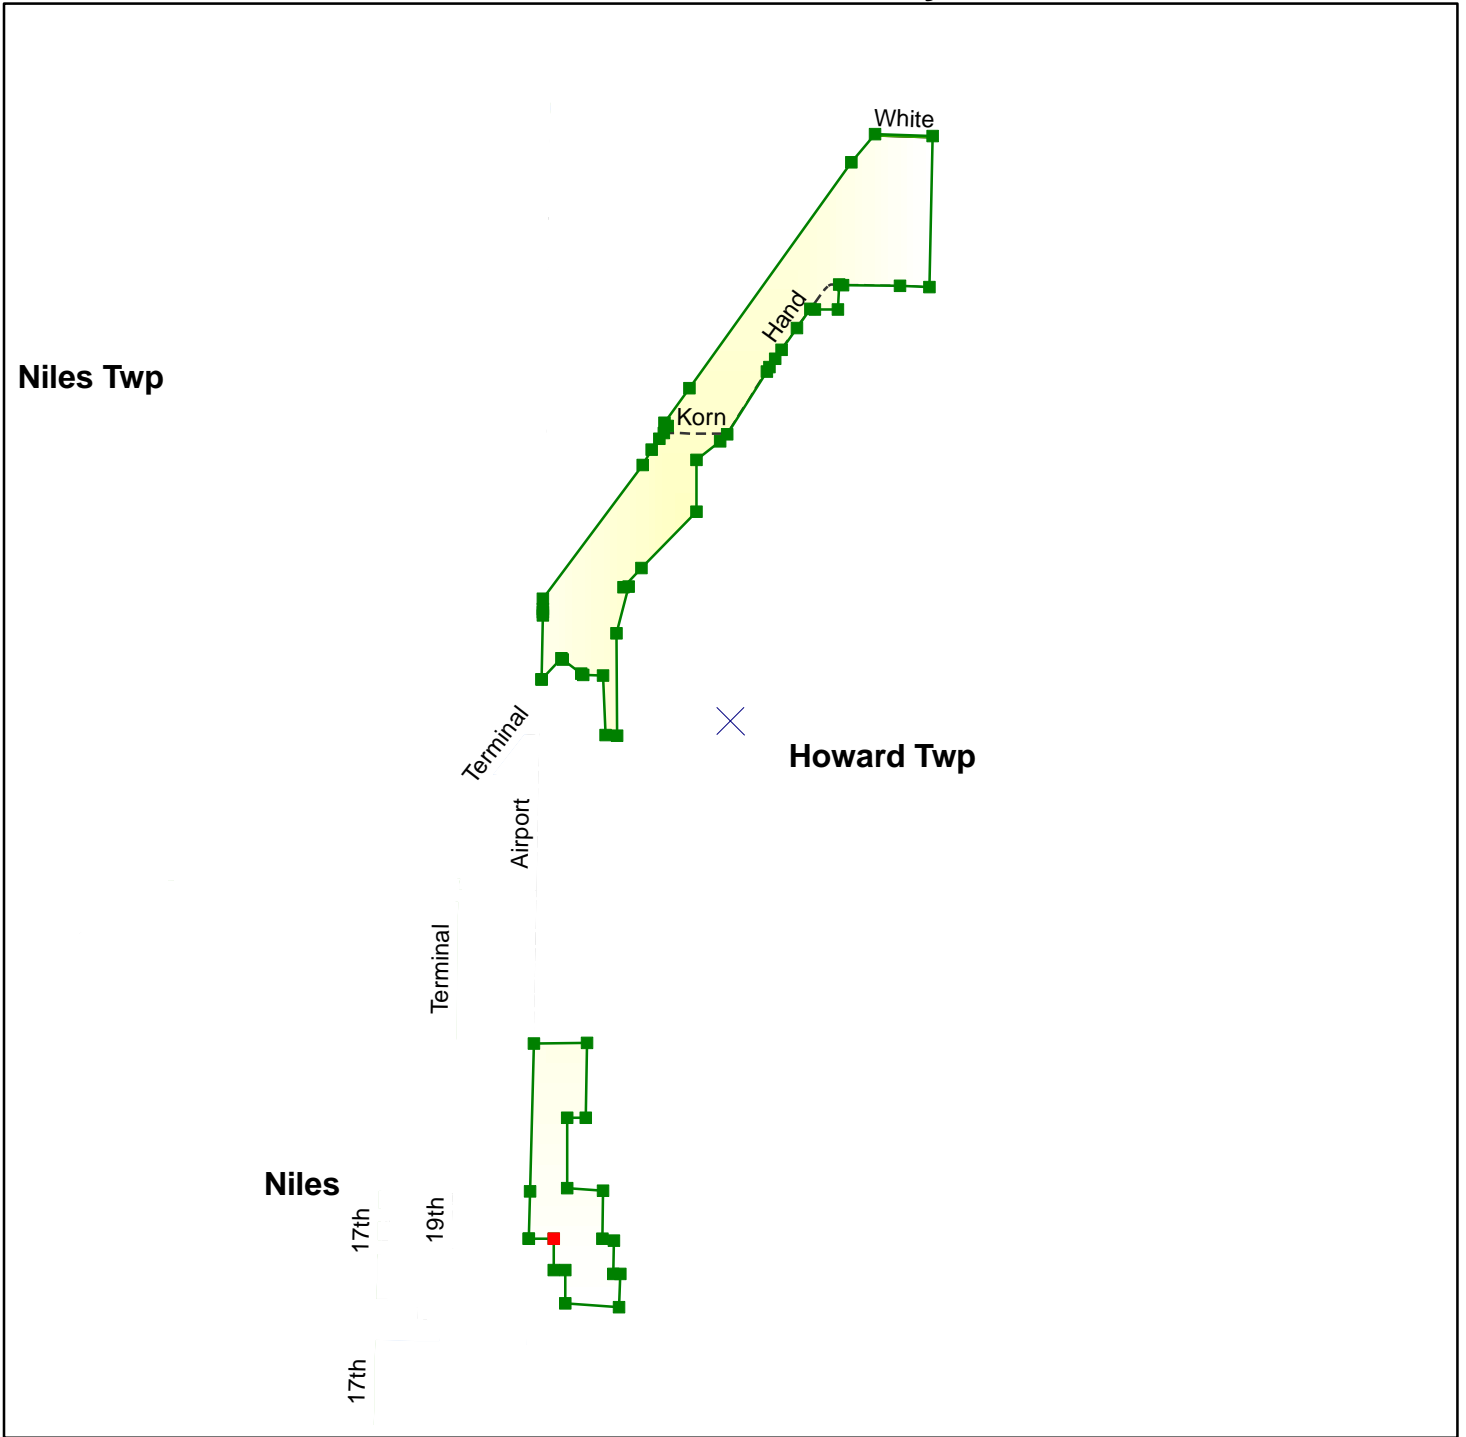 White
Hand
Niles Twp
Korn
Terminal
Howard Twp
Airport
Terminal
Niles
17th
19th
17th